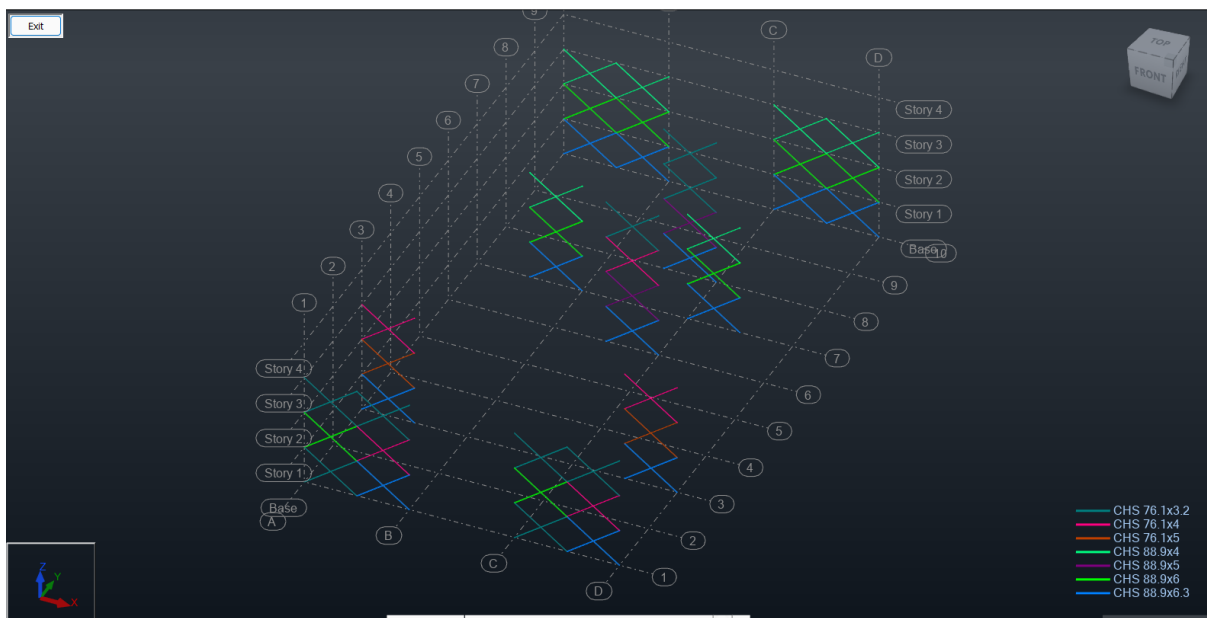 Exit
9
C
8
D
7
TOP
FRONT
6
Story 4
5
Story 3
4
Story 2
3
Story 1
2
Base
10
1
9
8
7
Story 4
6
Story 3
5
Story 2
4
Story 1
3
Base
A
B
2
C
1
D
CHS 76.1x3.2
CHS 76.1x4
CHS 76.1x5
CHS 88.9x4
CHS 88.9x5
CHS 88.9x6
CHS 88.9x6.3
Z
Y
X